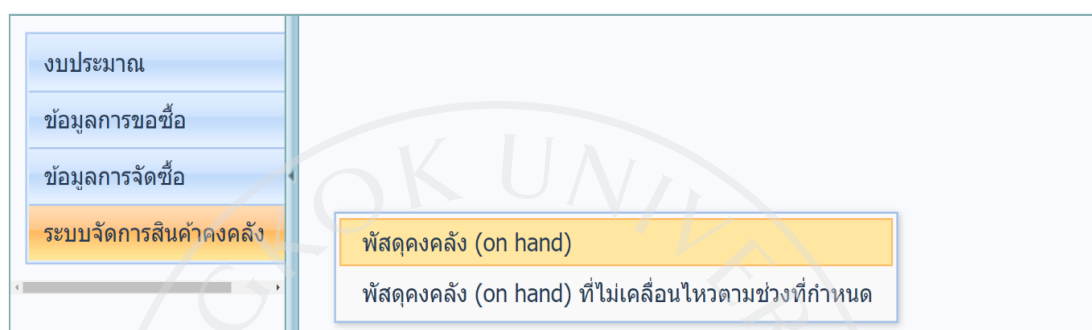 งบประมาณ
ข้อมูลการขอซื้อ
ข้อมูลการจัดซื้อ
ระบบจัดการสินค้าคงคลัง
พัสดุคงคลัง (on hand)
พัสดุคงคลัง (on hand) ที่ไม่เคลื่อนไหวตามช่วงที่กำหนด
GKOK UNIVER